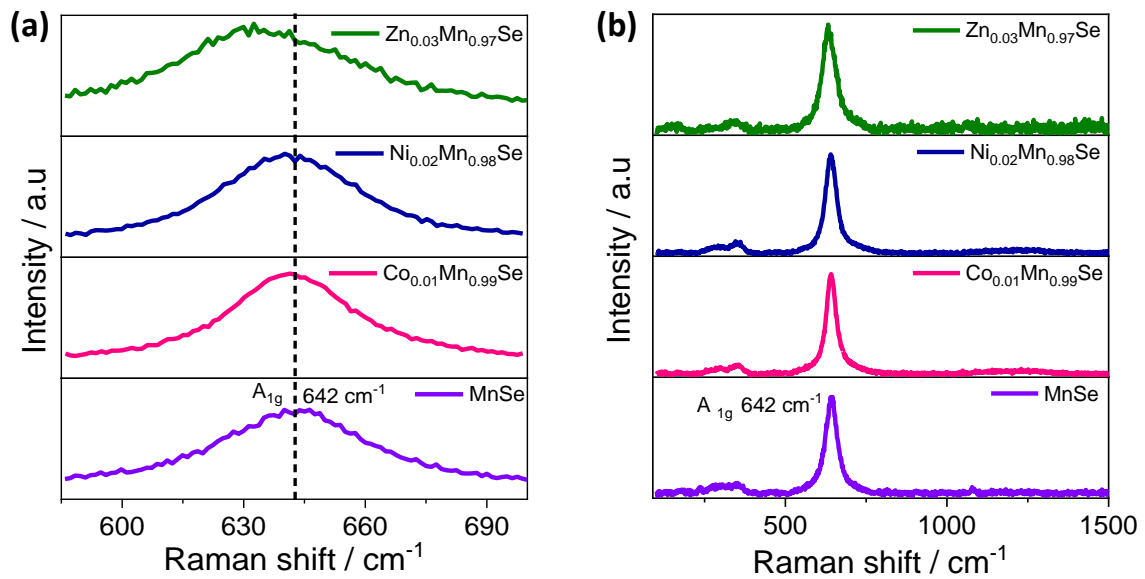 (a)
Zn0.03Mn0.97Se
Ni0.02Mn0.98Se
Co0.01Mn0.99Se
A1g 642 cm-1
MnSe
Intensity / a.u
600 630 660 690
Raman shift / cm-1
(b)
Zn0.03Mn0.97Se
Ni0.02Mn0.98Se
Co0.01Mn0.99Se
A 1g 642 cm-1
MnSe
Intensity / a.u
500 1000 1500
Raman shift / cm-1